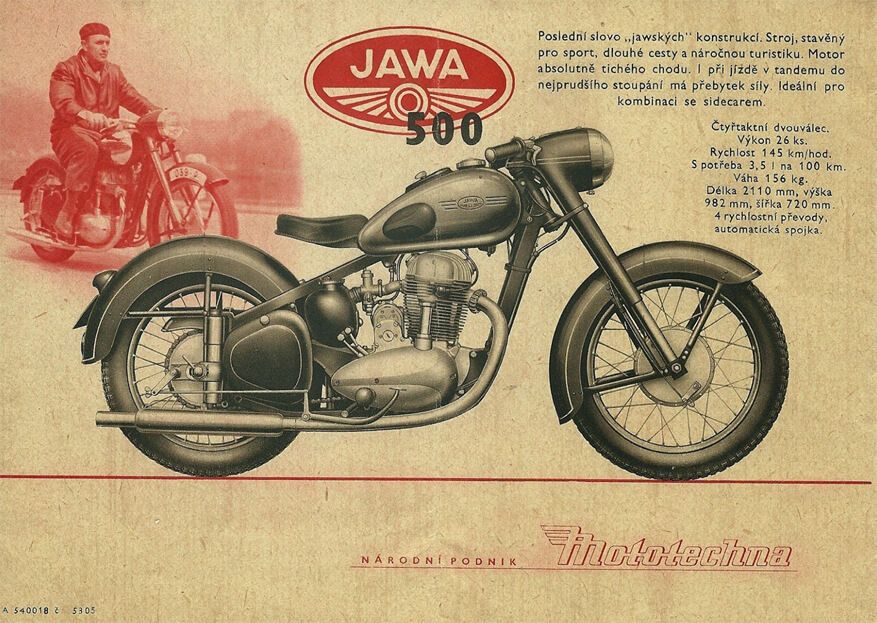 JAWA
500
Poslední slovo „jawských" konstrukcí. Stroj, stavěný
pro sport, dlouhé cesty a náročnou turistiku. Motor
absolutně tichého chodu. I při jízdě v tandemu do
nejprudšího stoupání má přebytek síly. Ideální pro
kombinaci se sidecarem.
Čtyřtaktní dvouválec.
Výkon 26 ks.
Rychlost 145 km/hod.
Spotřeba 3,5 l na 100 km.
Váha 156 kg.
Délka 2110 mm, výška
982 mm, šířka 720 mm.
4 rychlostní převody,
automatická spojka.
JAWA
NÁRODNÍ PODNIK Mototechna
A 540018 č 5305